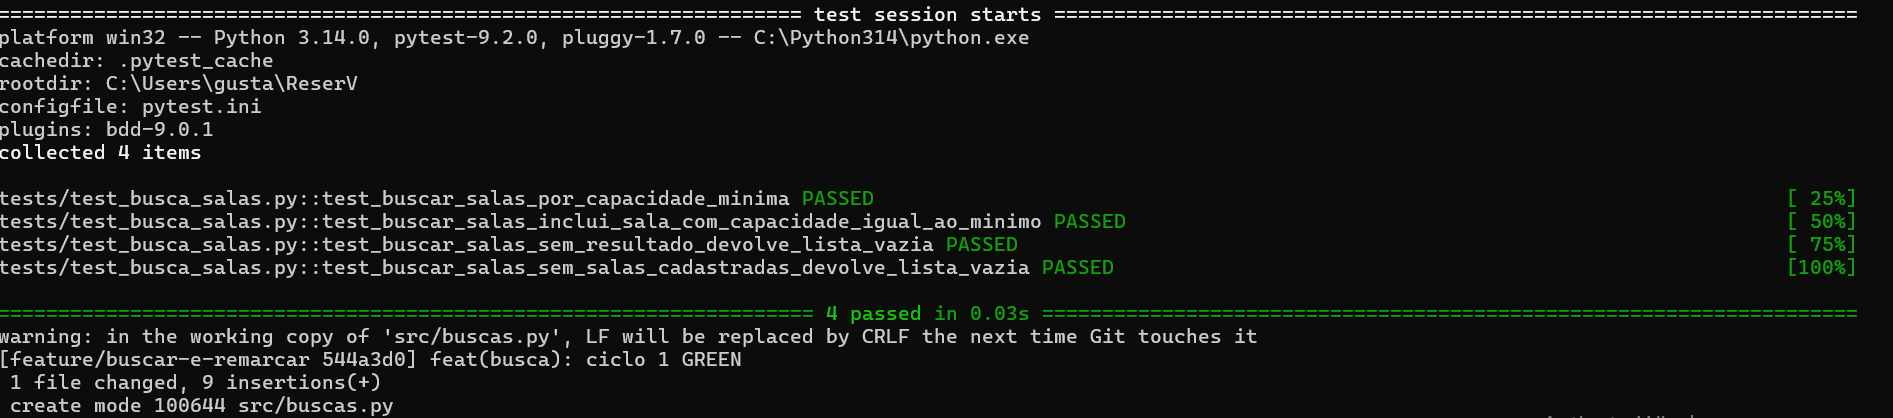 ==================================================================== test session starts ====================================================================
platform win32 -- Python 3.14.0, pytest-9.2.0, pluggy-1.7.0 -- C:\Python314\python.exe
cachedir: .pytest_cache
rootdir: C:\Users\gusta\ReserV
configfile: pytest.ini
plugins: bdd-9.0.1
collected 4 items
tests/test_busca_salas.py::test_buscar_salas_por_capacidade_minima PASSED [ 25%]
tests/test_busca_salas.py::test_buscar_salas_inclui_sala_com_capacidade_igual_ao_minimo PASSED [ 50%]
tests/test_busca_salas.py::test_buscar_salas_sem_resultado_devolve_lista_vazia PASSED [ 75%]
tests/test_busca_salas.py::test_buscar_salas_sem_salas_cadastradas_devolve_lista_vazia PASSED [100%]
===================================================================== 4 passed in 0.03s =====================================================================
warning: in the working copy of 'src/buscas.py', LF will be replaced by CRLF the next time Git touches it
[feature/buscar-e-remarcar 544a3d0] feat(busca): ciclo 1 GREEN
1 file changed, 9 insertions(+)
create mode 100644 src/buscas.py